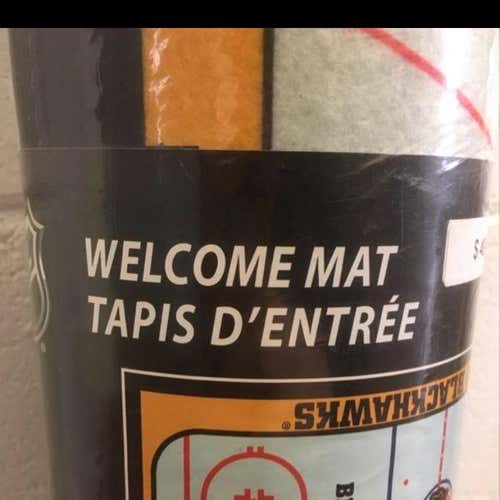 WELCOME MAT
TAPIS D'ENTRÉE
BLACKHAWKS®